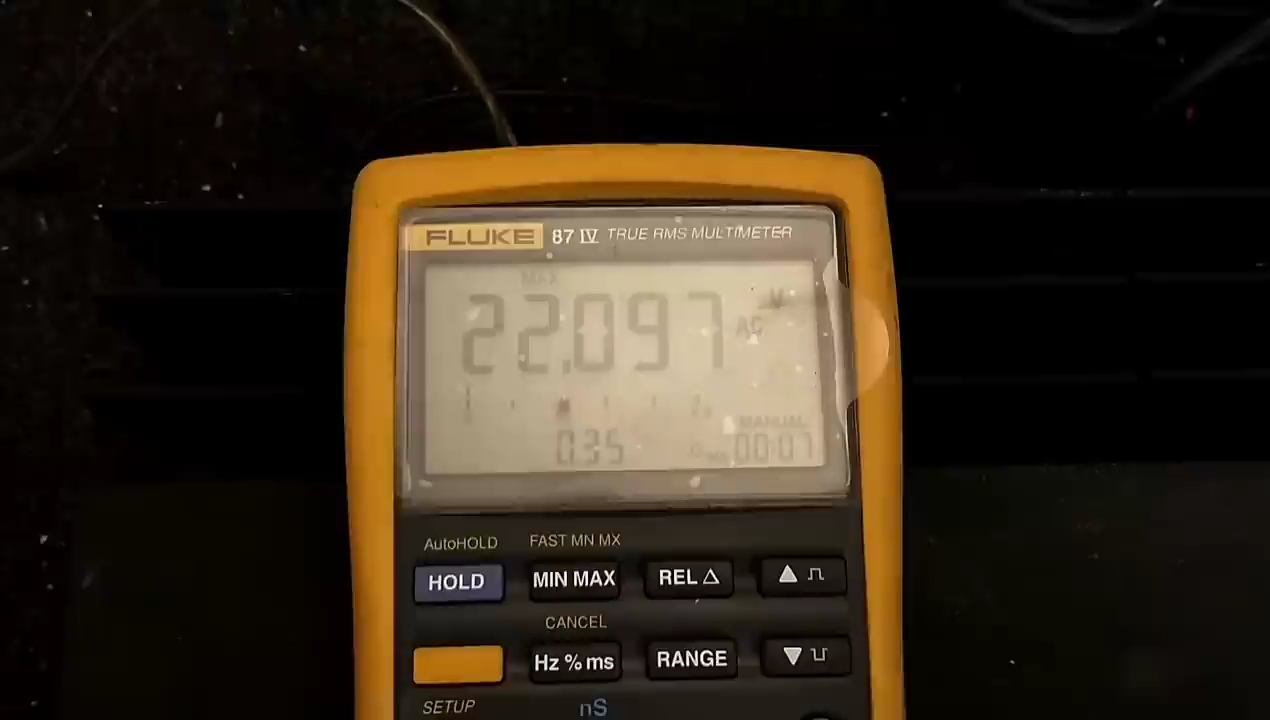 FLUKE 87 IV TRUE RMS MULTIMETER
MAX
22.097 V
AC
MANUAL
0.35 00:07
AutoHOLD FAST MN MX
HOLD MIN MAX REL △ ▲
CANCEL
Hz % ms RANGE ▼
SETUP nS